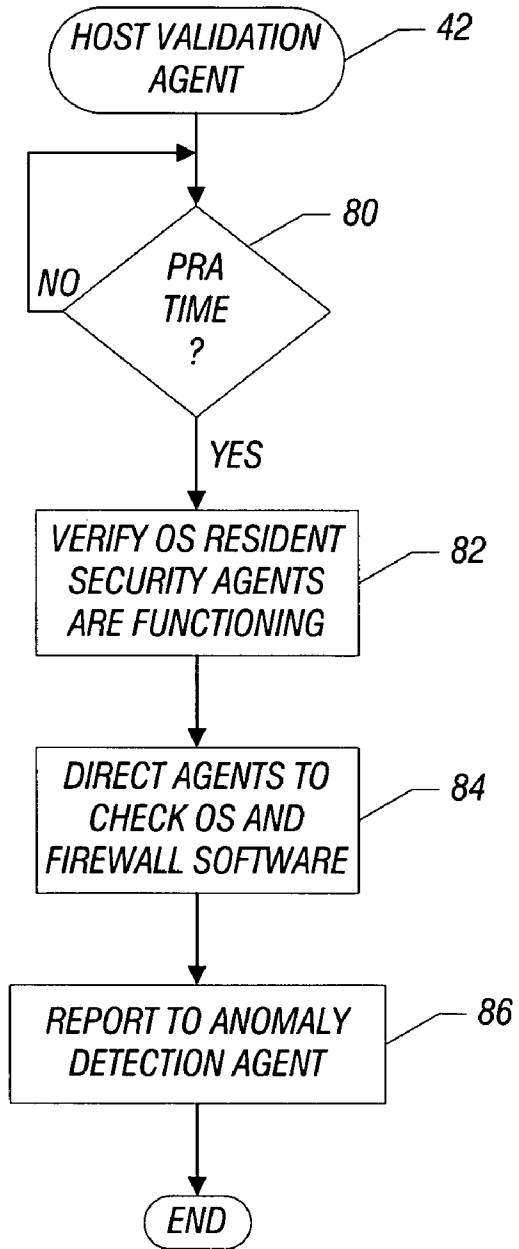 HOST VALIDATION
AGENT
42
80
PRA
TIME
?
NO
YES
VERIFY OS RESIDENT
SECURITY AGENTS
ARE FUNCTIONING
82
DIRECT AGENTS TO
CHECK OS AND
FIREWALL SOFTWARE
84
REPORT TO ANOMALY
DETECTION AGENT
86
END